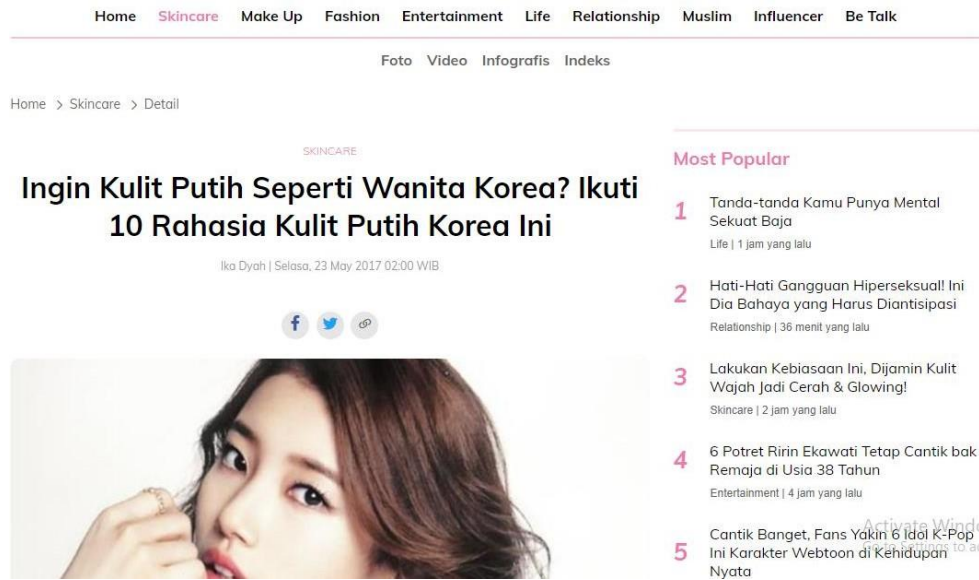 Home Skincare Make Up Fashion Entertainment Life Relationship Muslim Influencer Be Talk
Foto Video Infografis Indeks
Home > Skincare > Detail
SKINCARE
Ingin Kulit Putih Seperti Wanita Korea? Ikuti
10 Rahasia Kulit Putih Korea Ini
Ika Dyah | Selasa, 23 May 2017 02:00 WIB
Most Popular
1
Tanda-tanda Kamu Punya Mental
Sekuat Baja
Life | 1 jam yang lalu
2
Hati-Hati Gangguan Hiperseksual! Ini
Dia Bahaya yang Harus Diantisipasi
Relationship | 36 menit yang lalu
3
Lakukan Kebiasaan Ini, Dijamin Kulit
Wajah Jadi Cerah & Glowing!
Skincare | 2 jam yang lalu
4
6 Potret Ririn Ekawati Tetap Cantik bak
Remaja di Usia 38 Tahun
Entertainment | 4 jam yang lalu
5
Cantik Banget, Fans Yakin 6 Idol K-Pop
Ini Karakter Webtoon di Kehidupan
Nyata
Activate